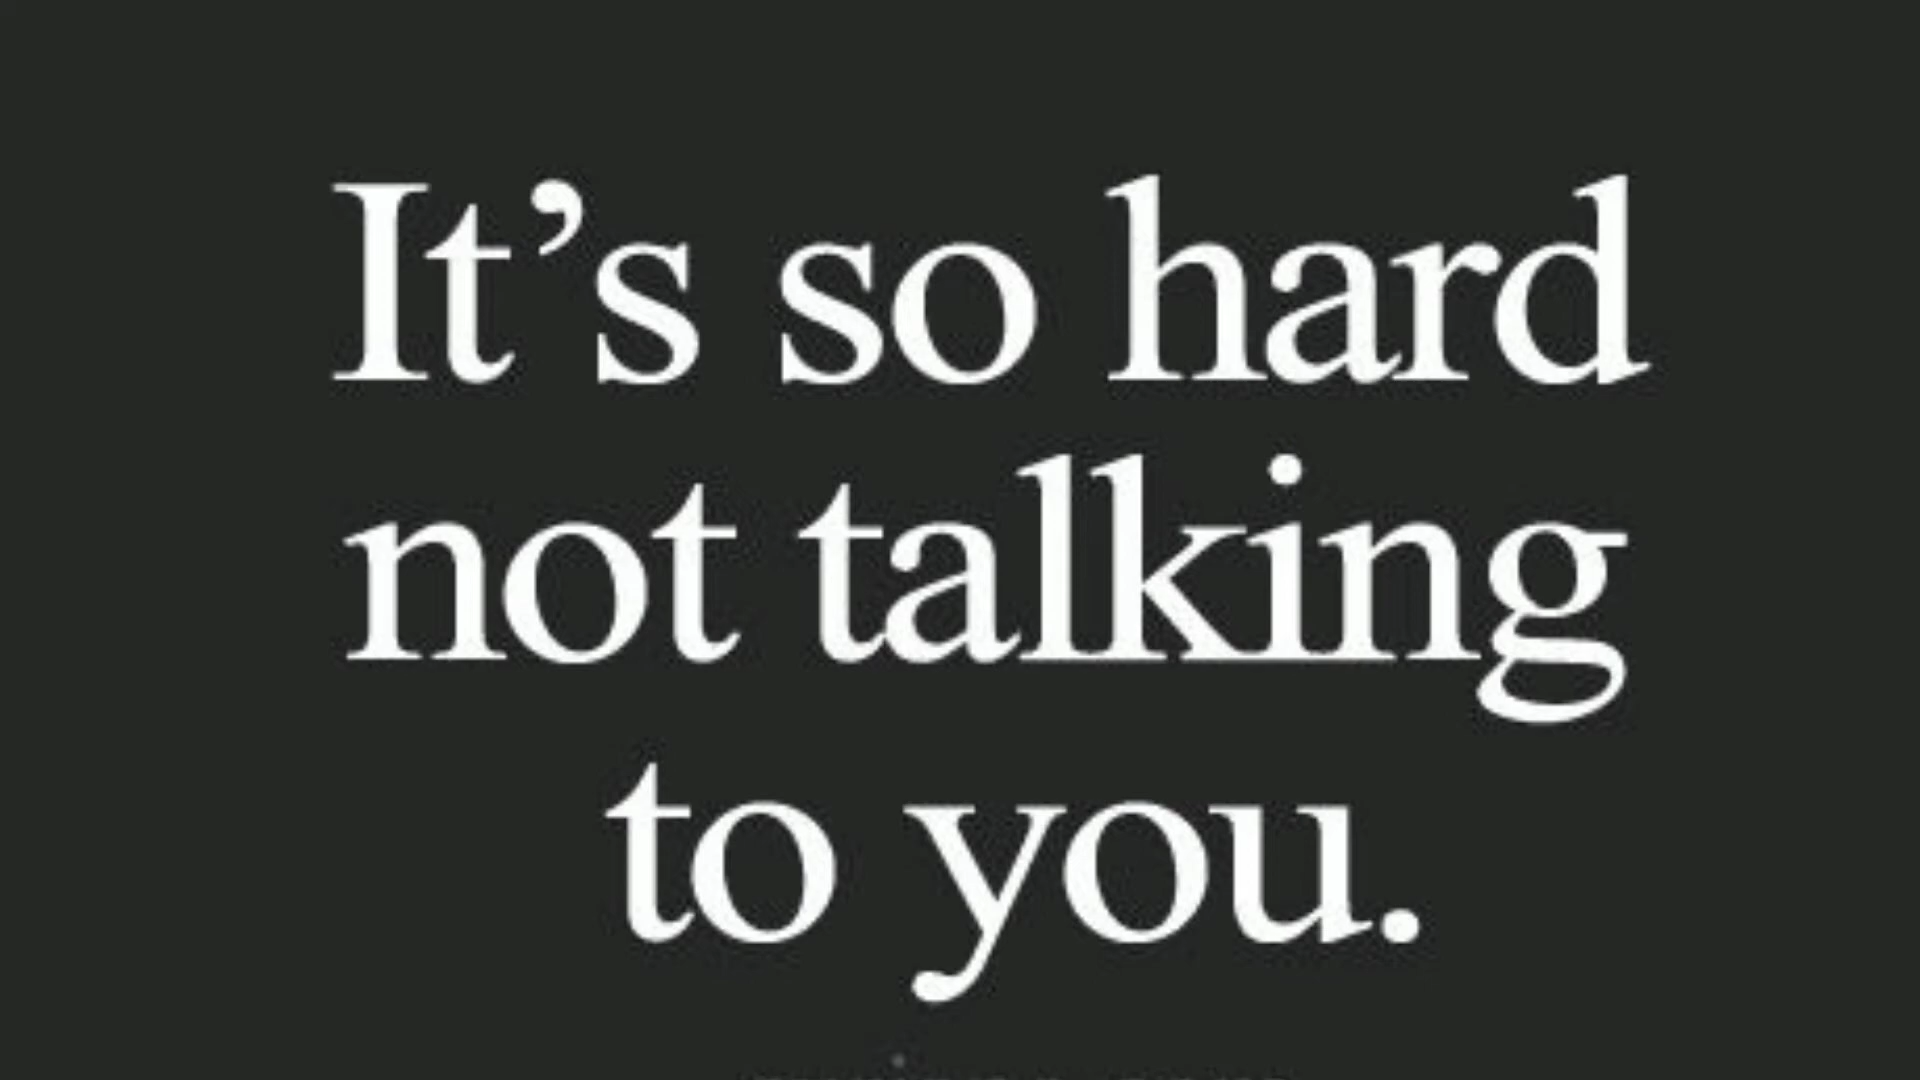 It’s so hard
not talking
to you.